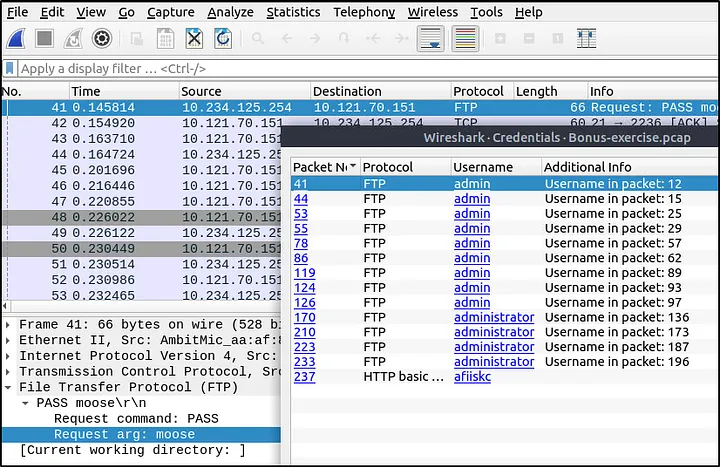 File Edit View Go Capture Analyze Statistics Telephony Wireless Tools Help
Apply a display filter … <Ctrl-/>
No. Time Source Destination Protocol Length Info
41 0.145814 10.234.125.254 10.121.70.151 FTP 66 Request: PASS moo
42 0.154920 10.121.70.151 10.234.125.254 TCP 60 21 → 2236 [ACK]
43 0.163710 10.121.70.151
44 0.164724 10.234.125.25
45 0.201696 10.121.70.151
46 0.216446 10.121.70.151
47 0.220855 10.121.70.151
48 0.226022 10.121.70.151
49 0.226122 10.234.125.25
50 0.230449 10.121.70.151
51 0.230514 10.234.125.25
52 0.230986 10.121.70.151
53 0.232465 10.234.125.25
Frame 41: 66 bytes on wire (528 bi
Ethernet II, Src: AmbitMic_aa:af:8
Internet Protocol Version 4, Src:
Transmission Control Protocol, Src
File Transfer Protocol (FTP)
PASS moose\r\n
Request command: PASS
Request arg: moose
[Current working directory: ]
Wireshark · Credentials · Bonus-exercise.pcap
Packet No Protocol Username Additional Info
41 FTP admin Username in packet: 12
44 FTP admin Username in packet: 15
53 FTP admin Username in packet: 25
55 FTP admin Username in packet: 29
78 FTP admin Username in packet: 57
86 FTP admin Username in packet: 62
119 FTP admin Username in packet: 89
124 FTP admin Username in packet: 93
126 FTP admin Username in packet: 97
170 FTP administrator Username in packet: 136
210 FTP administrator Username in packet: 173
223 FTP administrator Username in packet: 187
233 FTP administrator Username in packet: 196
237 HTTP basic … afiiskc